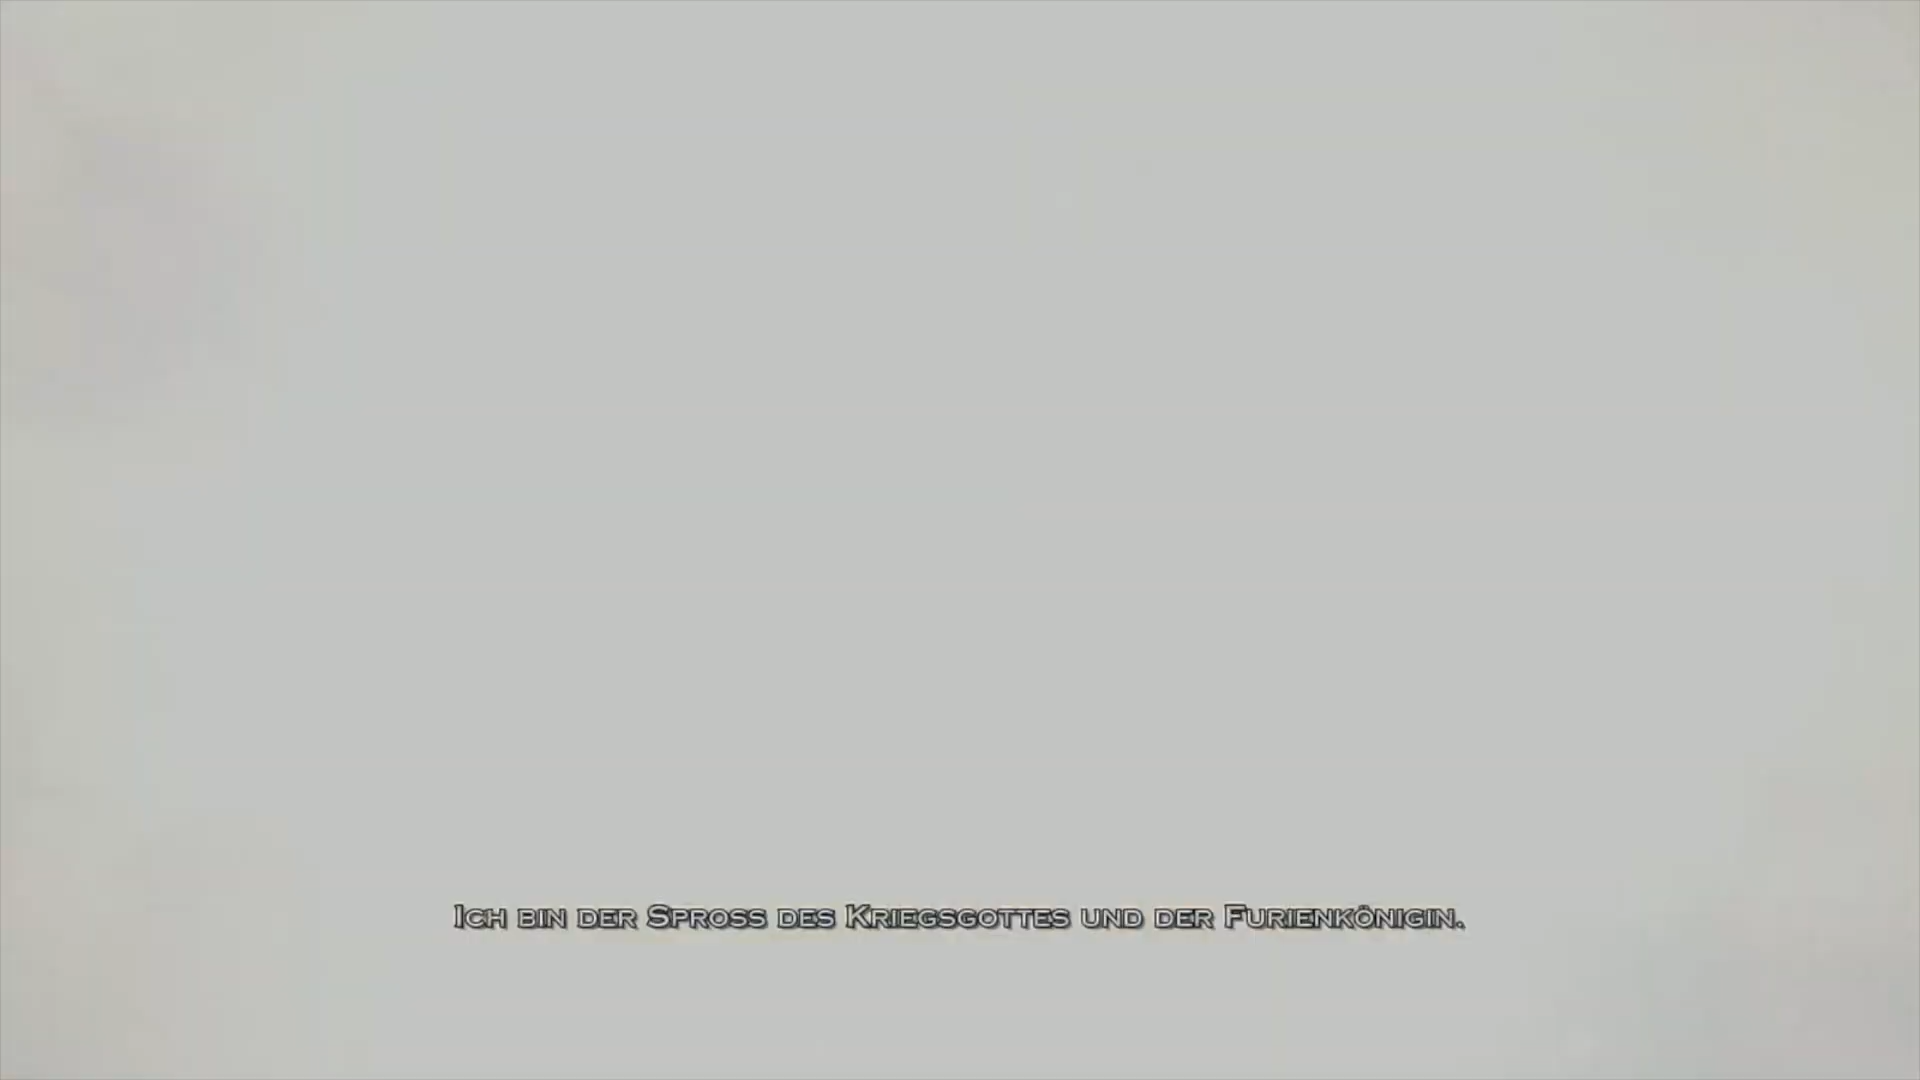 Ich bin der Spross des Kriegsgottes und der Furienkönigin.